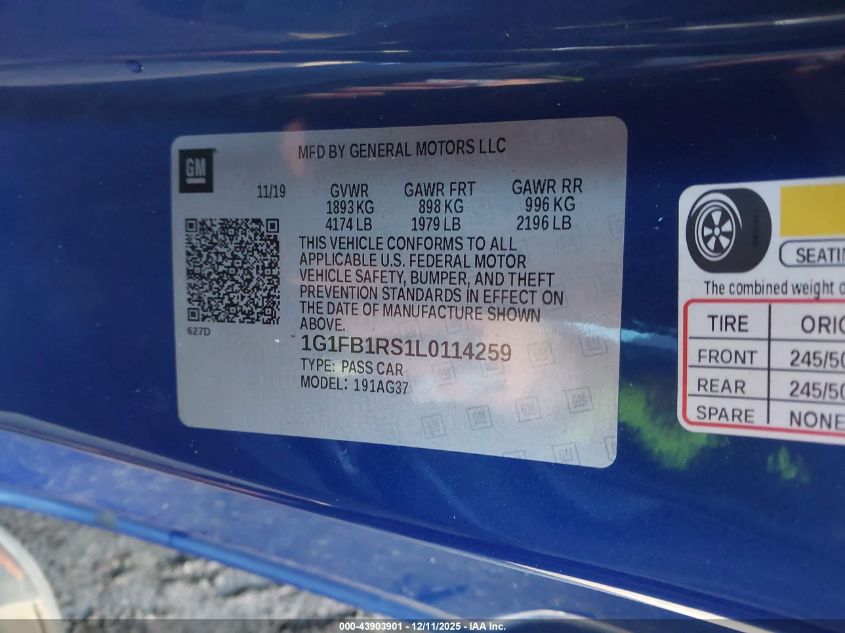 GM
MFD BY GENERAL MOTORS LLC
11/19 GVWR GAWR FRT GAWR RR
1893 KG 898 KG 996 KG
4174 LB 1979 LB 2196 LB
THIS VEHICLE CONFORMS TO ALL
APPLICABLE U.S. FEDERAL MOTOR
VEHICLE SAFETY, BUMPER, AND THEFT
PREVENTION STANDARDS IN EFFECT ON
THE DATE OF MANUFACTURE SHOWN
ABOVE.
627D
1G1FB1RS1L0114259
TYPE: PASS CAR
MODEL: 191AG37
SEATIN
The combined weight o
TIRE ORIG
FRONT 245/50
REAR 245/50
SPARE NONE
000-43903901 - 12/11/2025 - IAA Inc.